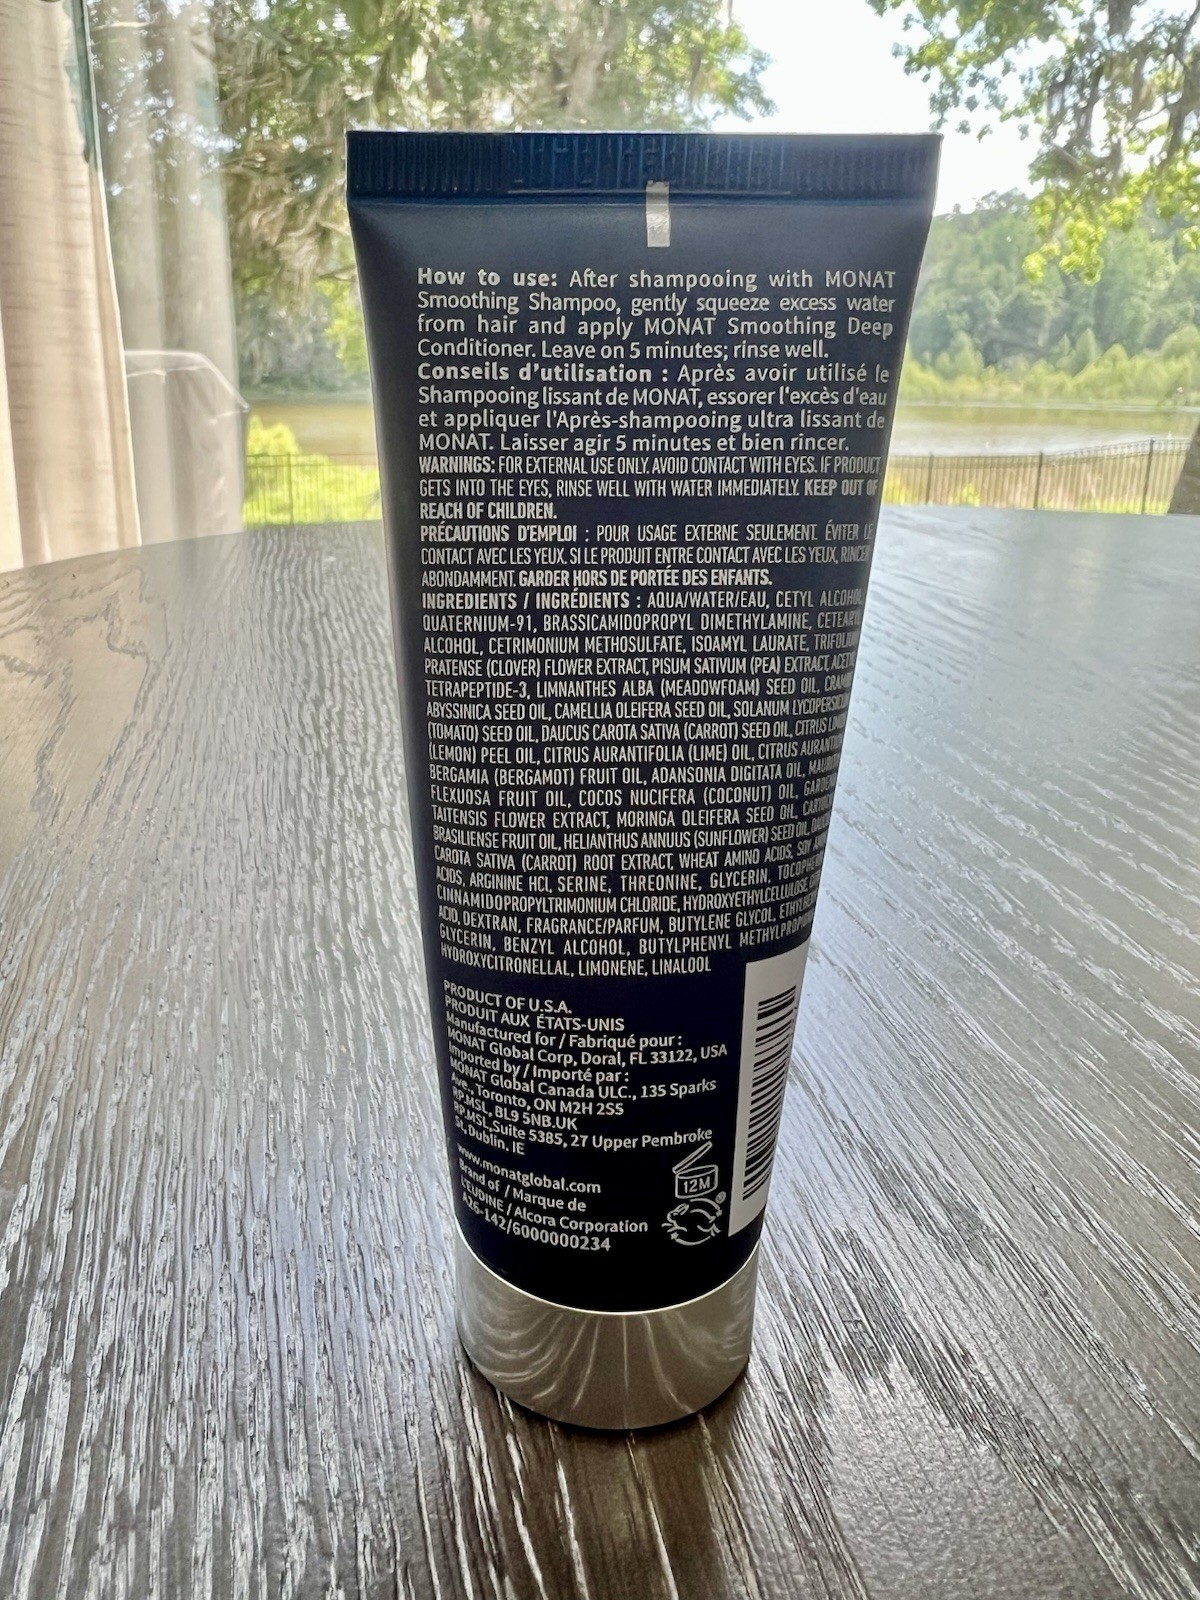 How to use: After shampooing with MONAT
Smoothing Shampoo, gently squeeze excess water
from hair and apply MONAT Smoothing Deep
Conditioner. Leave on 5 minutes; rinse well.
Conseils d'utilisation : Après avoir utilisé le
Shampooing lissant de MONAT, essorer l'excès d'eau
et appliquer l'Après-shampooing ultra lissant de
MONAT. Laisser agir 5 minutes et bien rincer.
WARNINGS: FOR EXTERNAL USE ONLY. AVOID CONTACT WITH EYES. IF PRODUCT
GETS INTO THE EYES, RINSE WELL WITH WATER IMMEDIATELY. KEEP OUT OF
REACH OF CHILDREN.
PRÉCAUTIONS D'EMPLOI : POUR USAGE EXTERNE SEULEMENT. ÉVITER LE
CONTACT AVEC LES YEUX. SI LE PRODUIT ENTRE CONTACT AVEC LES YEUX, RINCER
ABONDAMMENT. GARDER HORS DE PORTÉE DES ENFANTS.
INGREDIENTS / INGRÉDIENTS : AQUA/WATER/EAU, CETYL ALCOHOL,
QUATERNIUM-91, BRASSICAMIDOPROPYL DIMETHYLAMINE,
ALCOHOL, CETRIMONIUM METHOSULFATE, ISOAMYL LAURATE,
PRATENSE (CLOVER) FLOWER EXTRACT, PISUM SATIVUM (PEA) EXTRACT,
TETRAPEPTIDE-3, LIMNANTHES ALBA (MEADOWFOAM) SEED OIL,
ABYSSINICA SEED OIL, CAMELLIA OLEIFERA SEED OIL, SOLANUM
(TOMATO) SEED OIL, DAUCUS CAROTA SATIVA (CARROT) SEED OIL, CITRUS
(LEMON) PEEL OIL, CITRUS AURANTIFOLIA (LIME) OIL, CITRUS
BERGAMIA (BERGAMOT) FRUIT OIL, ADANSONIA DIGITATA OIL,
FLEXUOSA FRUIT OIL, COCOS NUCIFERA (COCONUT) OIL,
TAITENSIS FLOWER EXTRACT, MORINGA OLEIFERA SEED OIL,
BRASILIENSE FRUIT OIL, HELIANTHUS ANNUUS (SUNFLOWER) SEED OIL,
CAROTA SATIVA (CARROT) ROOT EXTRACT, WHEAT AMINO ACIDS, SOY
ACIDS, ARGININE HCl, SERINE, THREONINE, GLYCERIN,
CINNAMIDOPROPYLTRIMONIUM CHLORIDE, HYDROXYETHYLCELLULOSE,
ACID, DEXTRAN, FRAGRANCE/PARFUM, BUTYLENE GLYCOL,
GLYCERIN, BENZYL ALCOHOL, BUTYLPHENYL
HYDROXYCITRONELLAL, LIMONENE, LINALOOL
PRODUCT OF U.S.A.
PRODUIT AUX ÉTATS-UNIS
Manufactured for / Fabriqué pour :
MONAT Global Corp, Doral, FL 33122, USA
Imported by / Importé par :
MONAT Global Canada ULC., 135 Sparks
Ave., Toronto, ON M2H 2S5
RP.MSL, BL9 5NB.UK
RP.MSL,Suite 5385, 27 Upper Pembroke
St, Dublin. IE
www.monatglobal.com
Brand of / Marque de
L'EUDINE / Alcora Corporation
A26-142/6000000234
12M